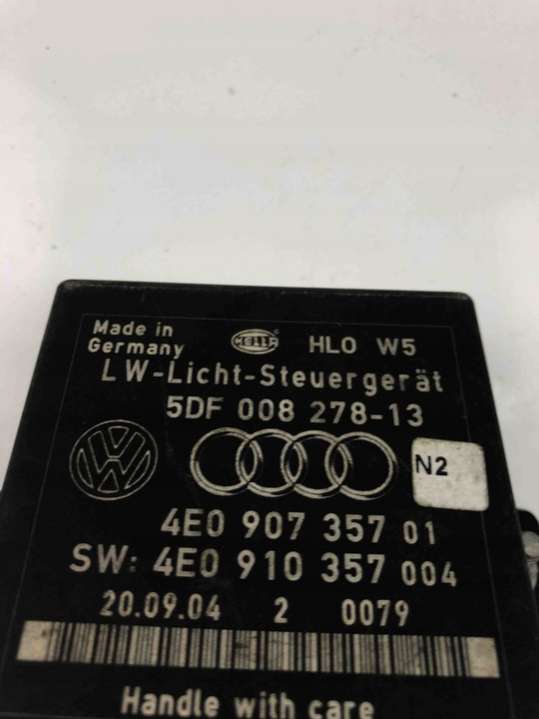 Made in
Germany
HELLA
HLO W5
LW-Licht-Steuergerät
5DF 008 278-13
N2
4E0 907 357 01
SW: 4E0 910 357 004
20.09.04 2 0079
Handle with care